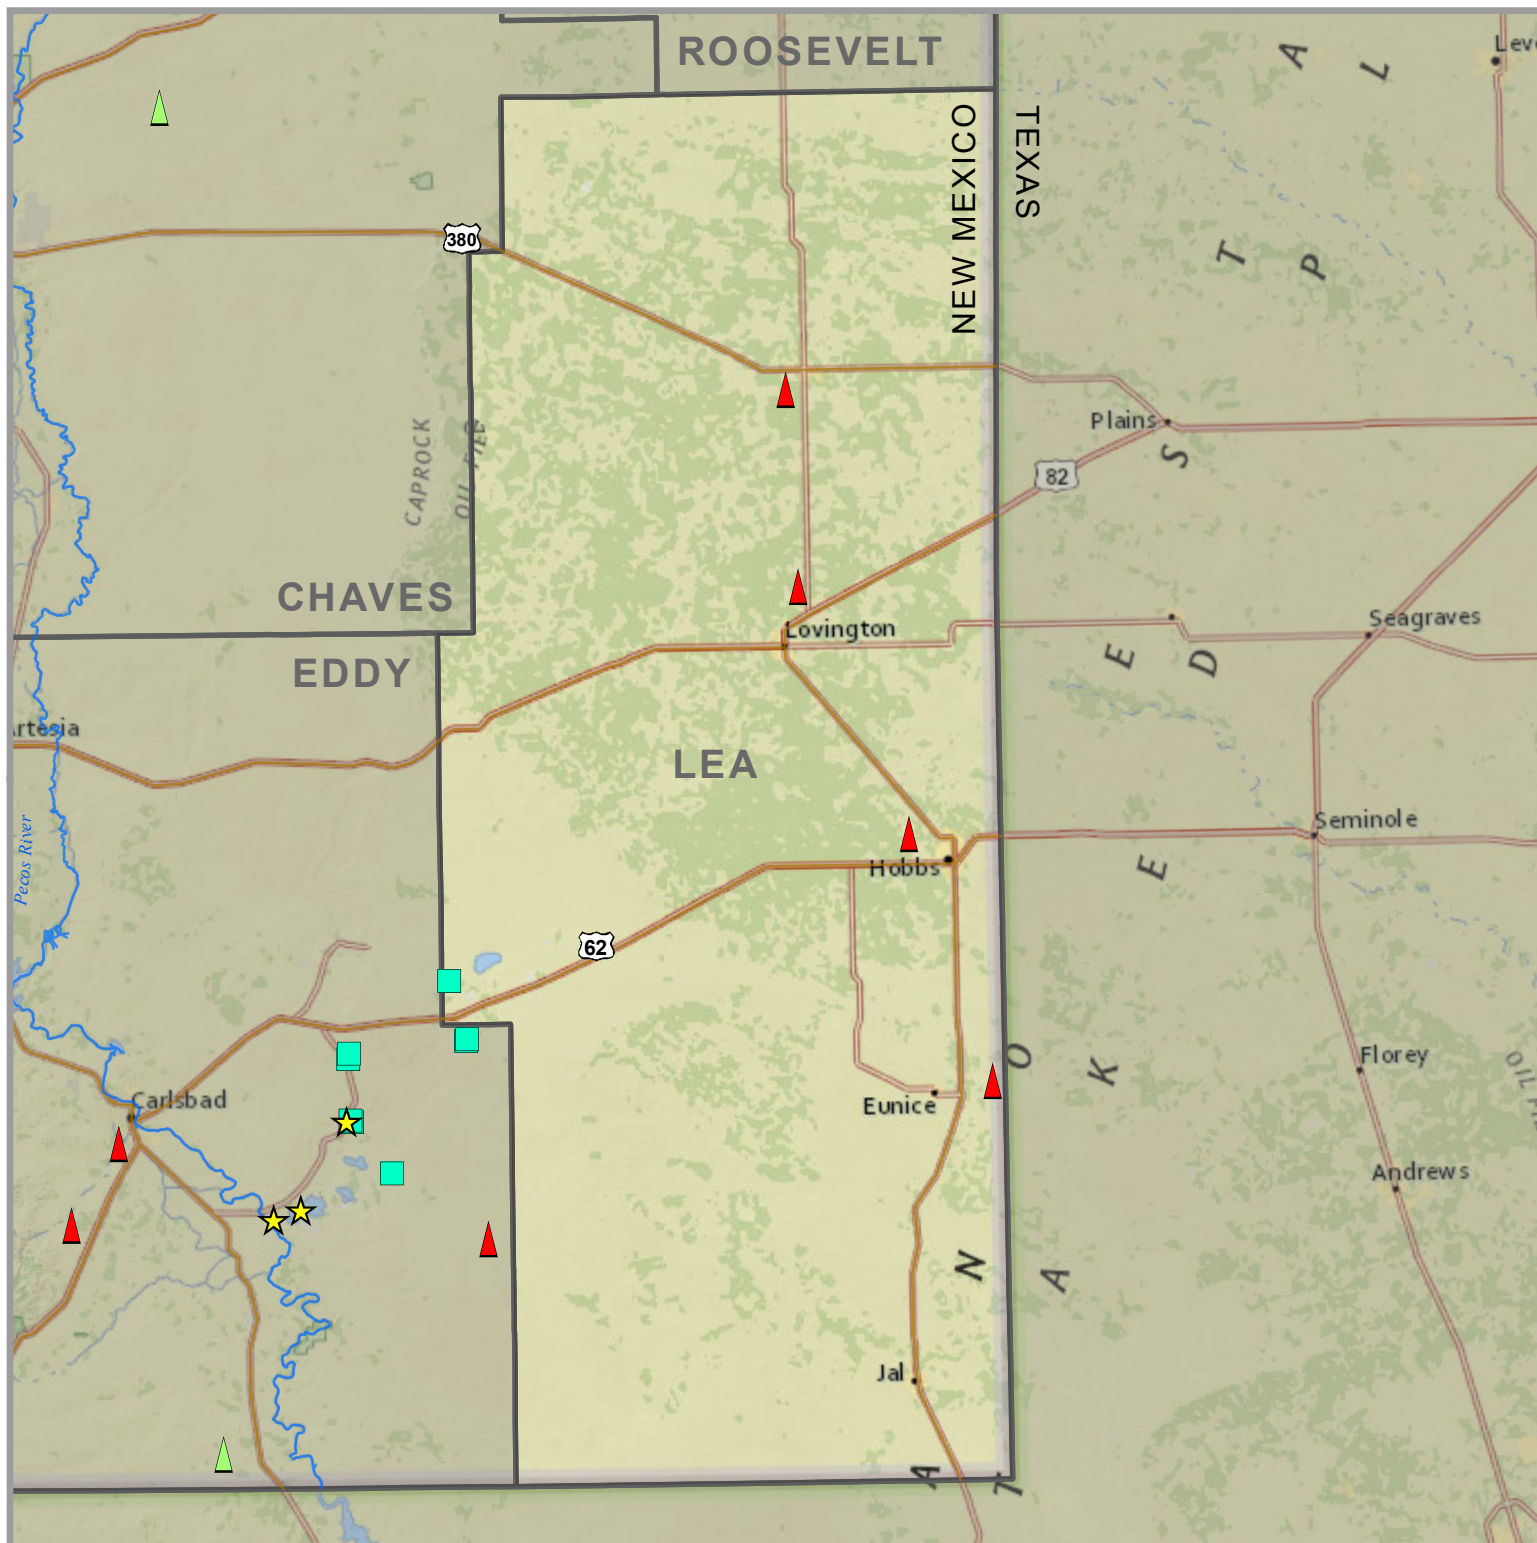 ROOSEVELT
A
L
NEW MEXICO
TEXAS
380
T
P
CAPROCK
Plains
S
82
CHAVES
Lovington
Seagraves
EDDY
E
D
LEA
Pecos River
Seminole
Hobbs
E
62
O
K
Florey
Carlsbad
Eunice
Andrews
N
A
Jal
A